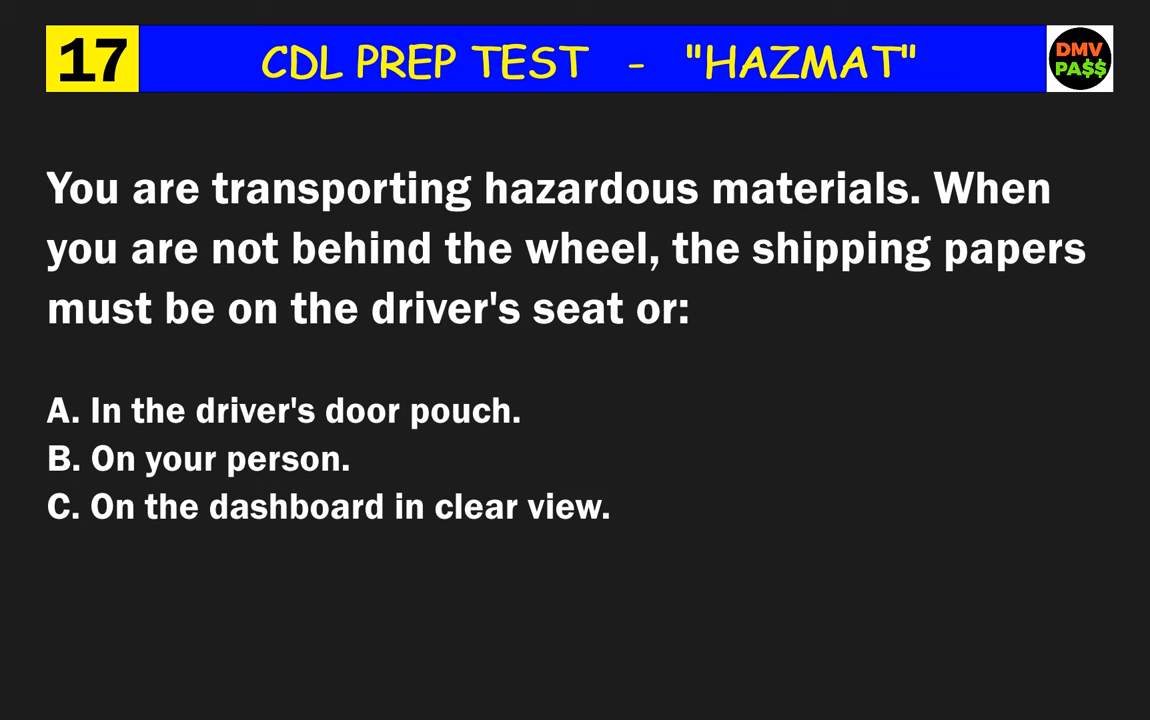 17
CDL PREP TEST - "HAZMAT"
DMV
PA$$
You are transporting hazardous materials. When
you are not behind the wheel, the shipping papers
must be on the driver's seat or:
A. In the driver's door pouch.
B. On your person.
C. On the dashboard in clear view.